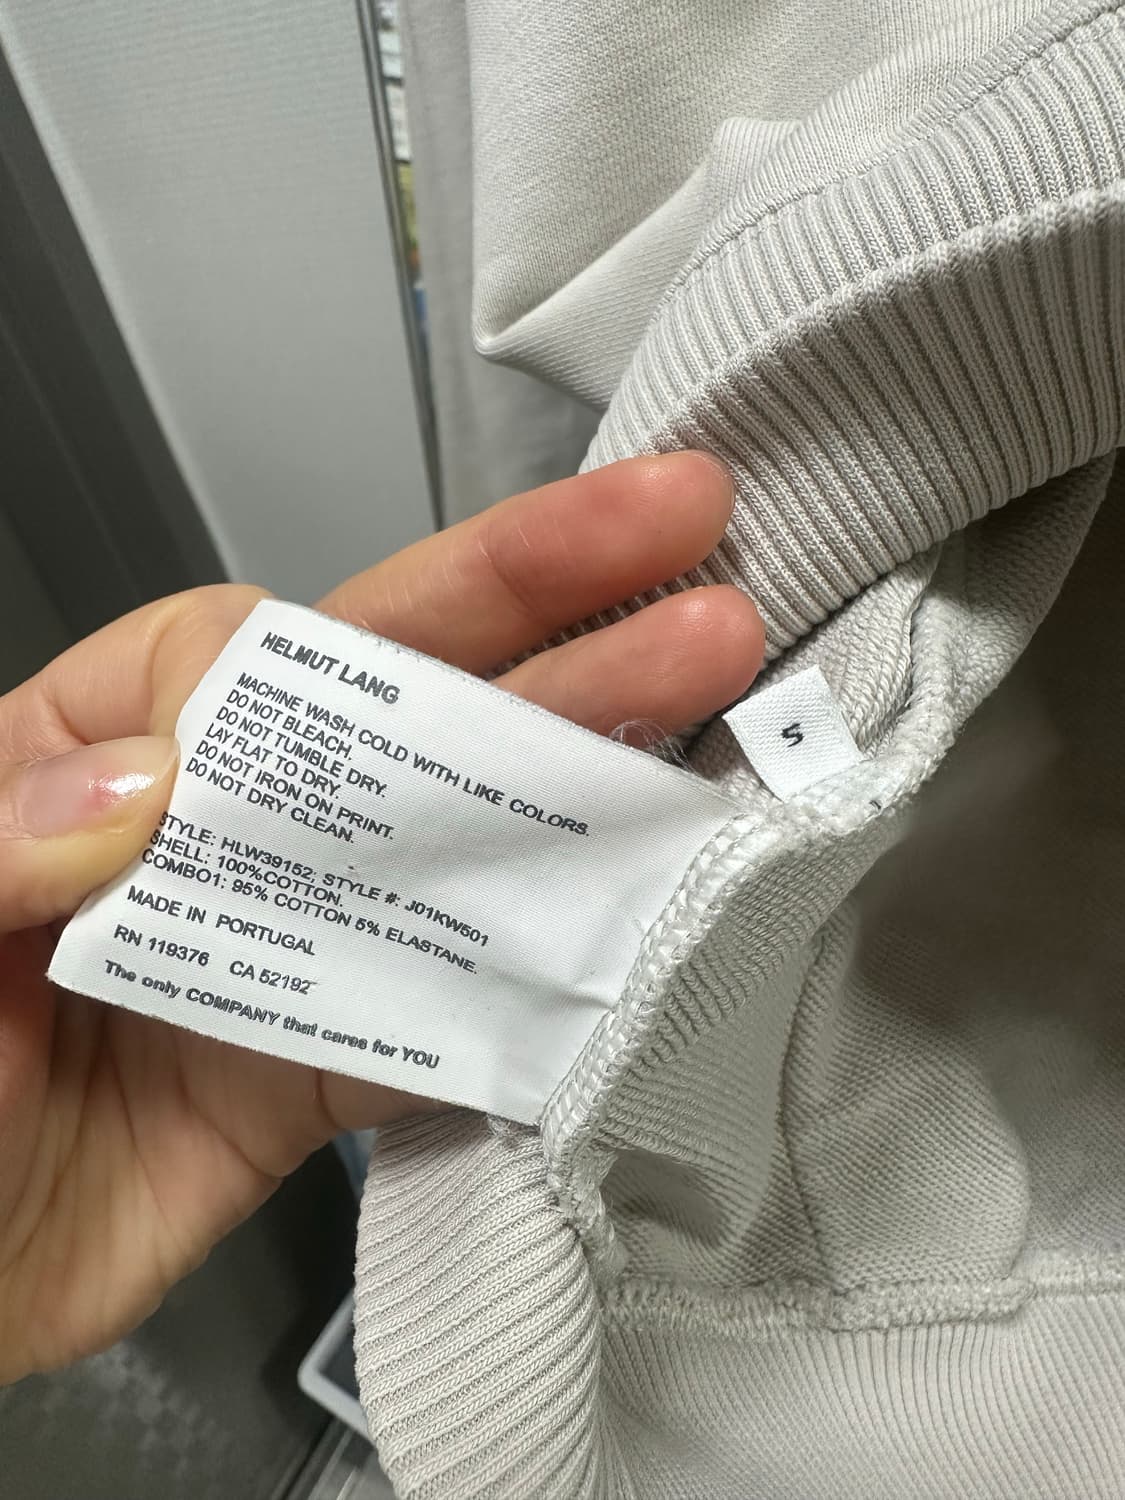 HELMUT LANG
MACHINE WASH COLD WITH LIKE COLORS.
DO NOT BLEACH.
DO NOT TUMBLE DRY.
LAY FLAT TO DRY.
DO NOT IRON ON PRINT.
DO NOT DRY CLEAN.
STYLE: HLW39152; STYLE #: J01KW501
SHELL: 100%COTTON.
COMBO1: 95% COTTON 5% ELASTANE.
MADE IN PORTUGAL
RN 119376 CA 52192
The only COMPANY that cares for YOU